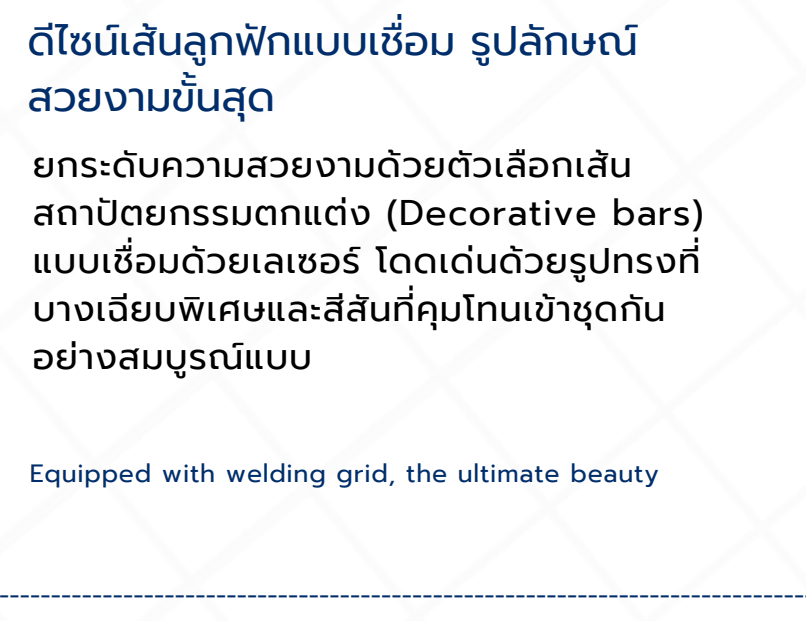 ดีไซน์เส้นลูกฟักแบบเชื่อม รูปลักษณ์
สวยงามขั้นสุด
ยกระดับความสวยงามด้วยตัวเลือกเส้น
สถาปัตยกรรมตกแต่ง (Decorative bars)
แบบเชื่อมด้วยเลเซอร์ โดดเด่นด้วยรูปทรงที่
บางเฉียบพิเศษและสีสันที่คุมโทนเข้าชุดกัน
อย่างสมบูรณ์แบบ
Equipped with welding grid, the ultimate beauty